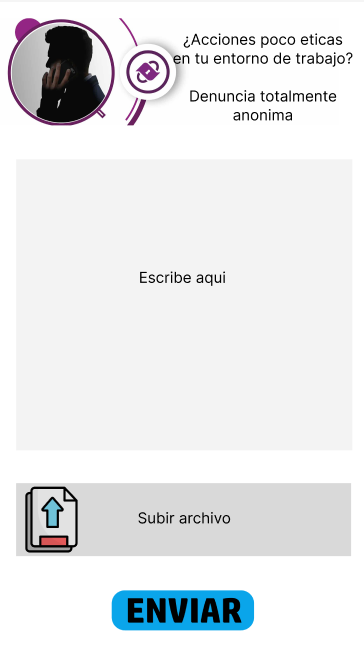 ¿Acciones poco eticas
en tu entorno de trabajo?
Denuncia totalmente
anonima
Escribe aqui
Subir archivo
ENVIAR